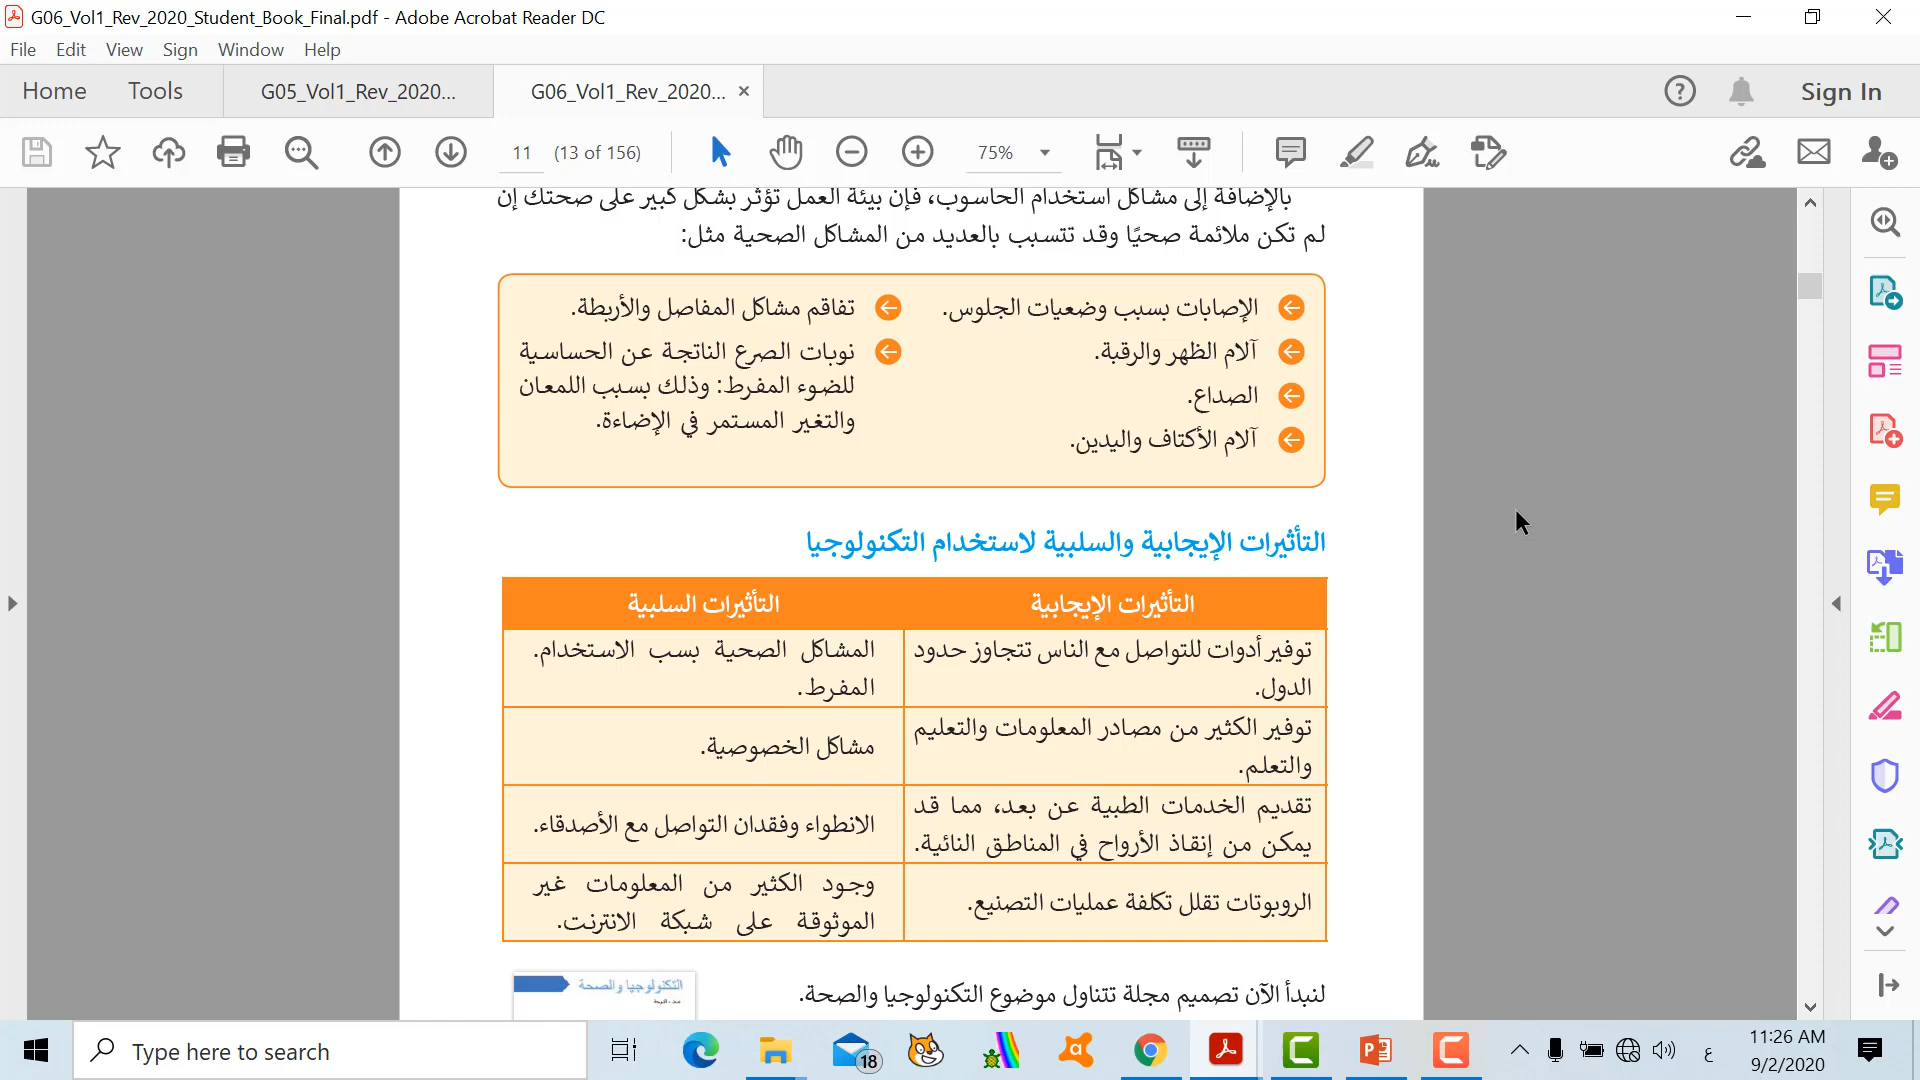 G06_Vol1_Rev_2020_Student_Book_Final.pdf - Adobe Acrobat Reader DC
File Edit View Sign Window Help
Home Tools G05_Vol1_Rev_2020... G06_Vol1_Rev_2020... × Sign In
11 (13 of 156) 75%
بالإضافة إلى مشاكل استخدام الحاسوب، فإن بيئة العمل تؤثر بشكل كبير على صحتك إن
لم تكن ملائمة صحيًا وقد تتسبب بالعديد من المشاكل الصحية مثل:
الإصابات بسبب وضعيات الجلوس.
آلام الظهر والرقبة.
الصداع.
آلام الأكتاف واليدين.
تفاقم مشاكل المفاصل والأربطة.
نوبات الصرع الناتجة عن الحساسية
للضوء المفرط: وذلك بسبب اللمعان
والتغير المستمر في الإضاءة.
التأثيرات الإيجابية والسلبية لاستخدام التكنولوجيا
التأثيرات الإيجابية
التأثيرات السلبية
توفير أدوات للتواصل مع الناس تتجاوز حدود
الدول.
المشاكل الصحية بسب الاستخدام.
المفرط.
توفير الكثير من مصادر المعلومات والتعليم
والتعلم.
مشاكل الخصوصية.
تقديم الخدمات الطبية عن بعد، مما قد
يمكن من إنقاذ الأرواح في المناطق النائية.
الانطواء وفقدان التواصل مع الأصدقاء.
الروبوتات تقلل تكلفة عمليات التصنيع.
وجود الكثير من المعلومات غير
الموثوقة على شبكة الانترنت.
لنبدأ الآن تصميم مجلة تتناول موضوع التكنولوجيا والصحة.
التكنولوجيا والصحة
Type here to search
18
ع
11:26 AM
9/2/2020